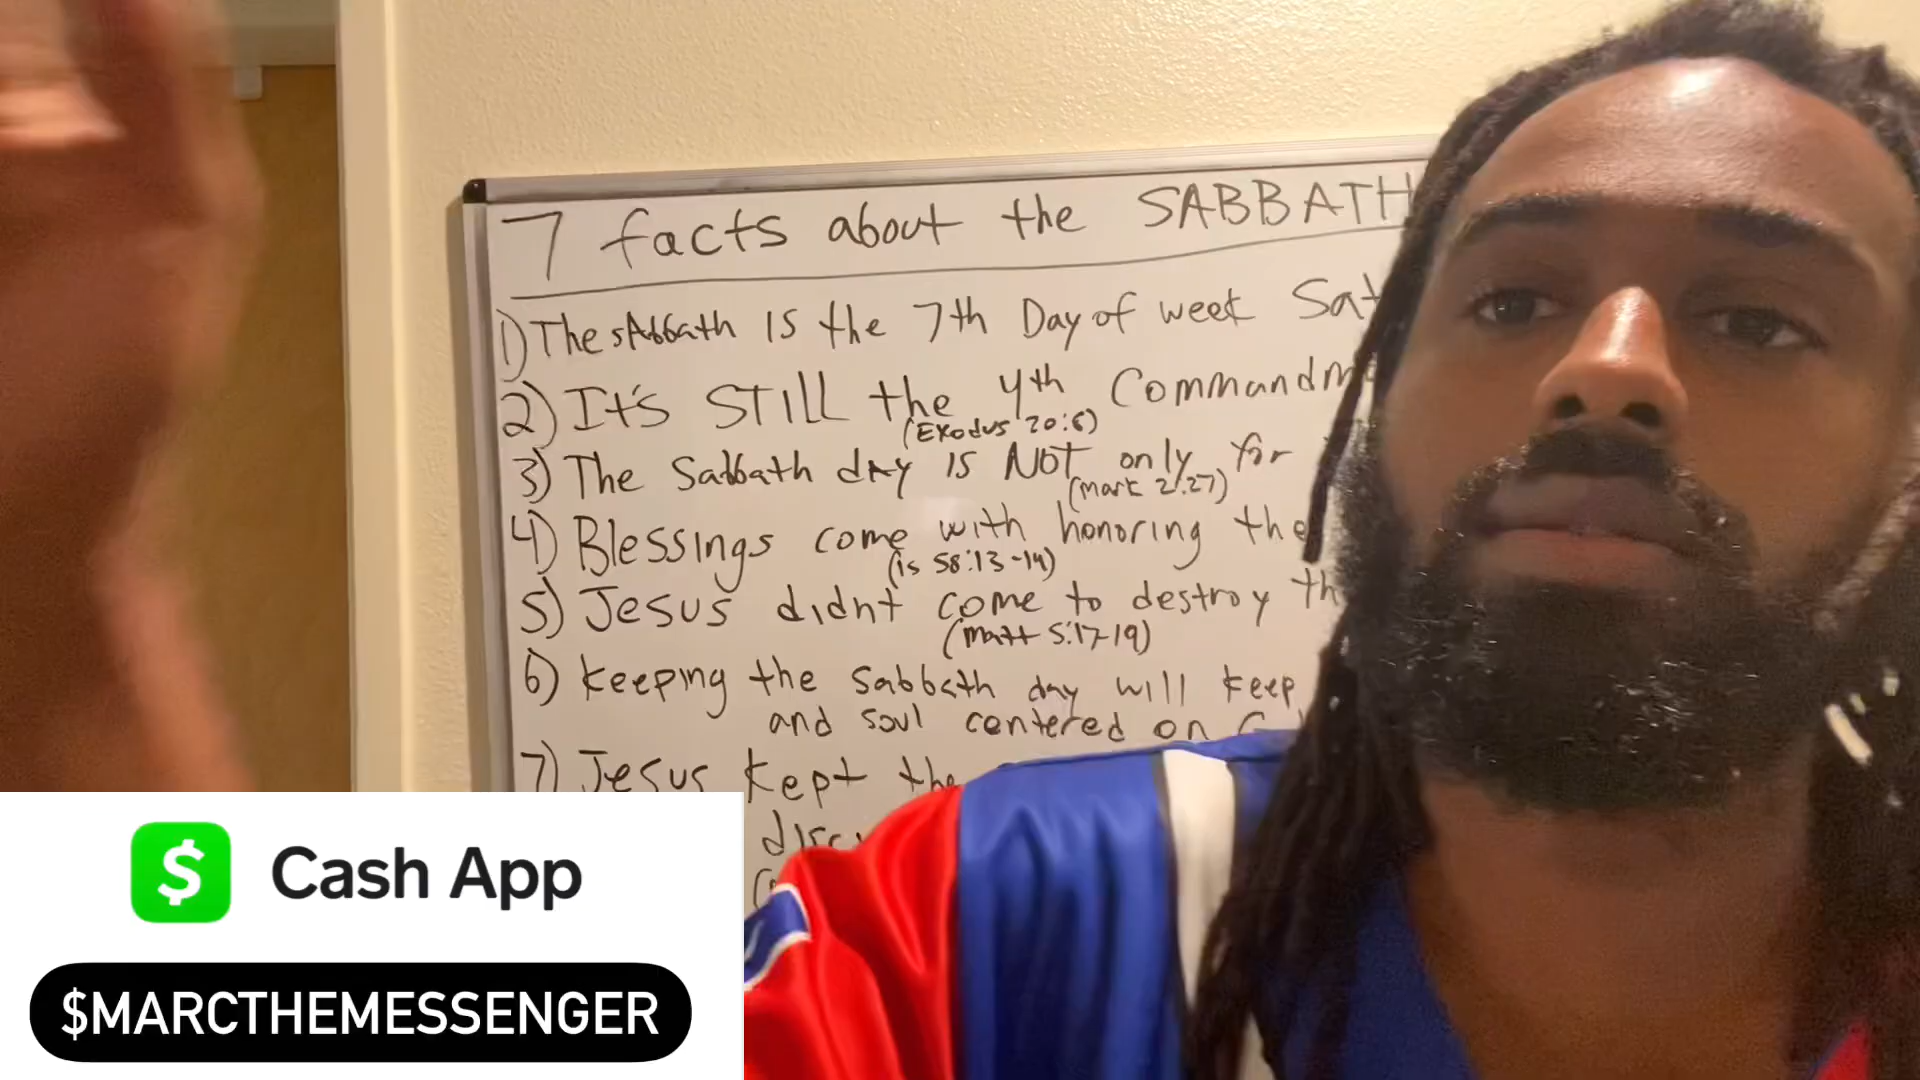 7 facts about the SABBATH
1) The sAbbath is the 7th Day of week Sat
2) It's STILL the 4th Commandm
(Exodus 20:8)
3) The Sabbath day is NOT only for
(mark 2:27)
4) Blessings come with honoring the
(is 58:13-14)
5) Jesus didnt come to destroy th
(matt 5:17-19)
6) Keeping the Sabbath day will keep
and soul centered on G
7) Jesus kept the
disc
Cash App
$MARCTHEMESSENGER